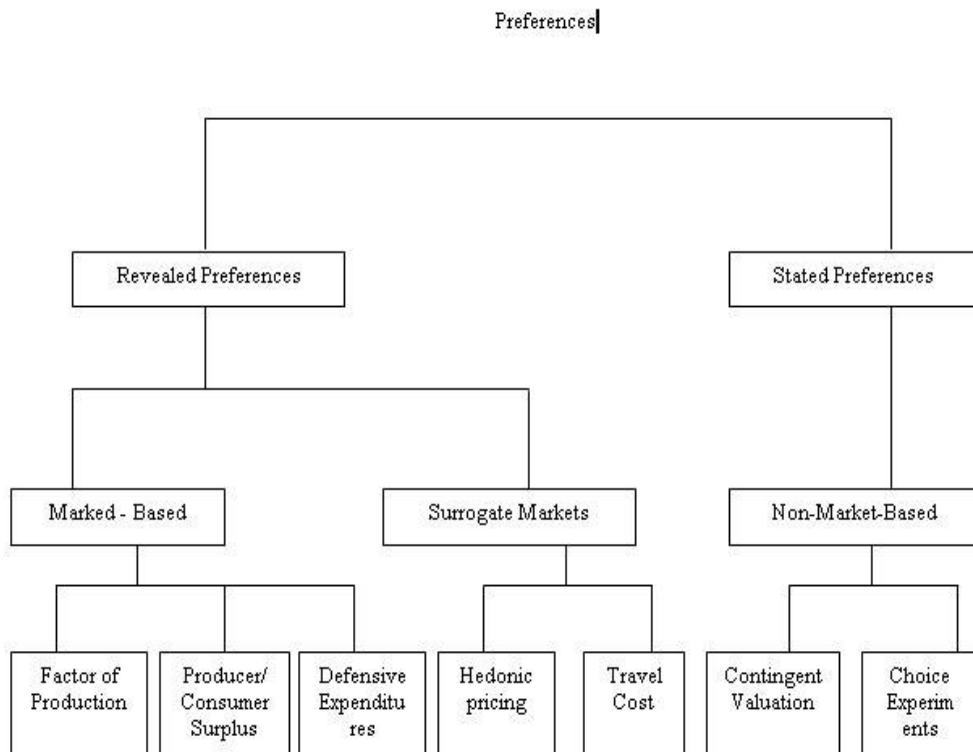 Preferences
Revealed Preferences
Stated Preferences
Marked - Based
Surrogate Markets
Non-Market-Based
Factor of
Production
Producer/
Consumer
Surplus
Defensive
Expenditu
res
Hedonic
pricing
Travel
Cost
Contingent
Valuation
Choice
Experim
ents